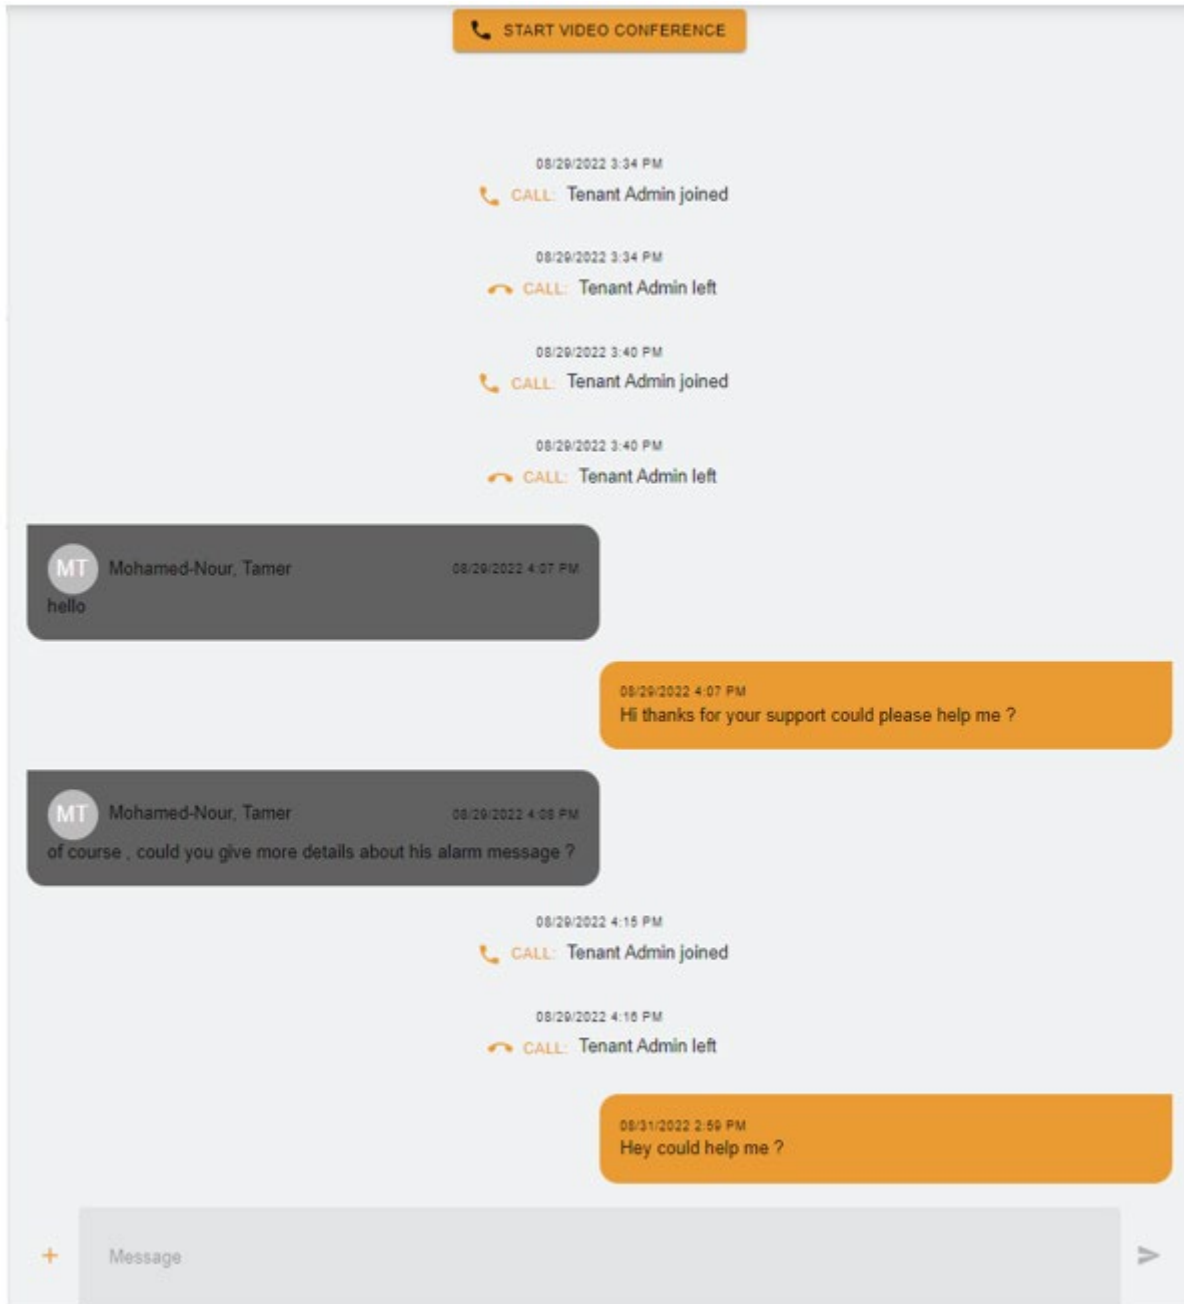 START VIDEO CONFERENCE
08/29/2022 3:34 PM
CALL: Tenant Admin joined
08/29/2022 3:34 PM
CALL: Tenant Admin left
08/29/2022 3:40 PM
CALL: Tenant Admin joined
08/29/2022 3:40 PM
CALL: Tenant Admin left
MT Mohamed-Nour, Tamer 08/29/2022 4:07 PM
hello
08/29/2022 4:07 PM
Hi thanks for your support could please help me ?
MT Mohamed-Nour, Tamer 08/29/2022 4:08 PM
of course , could you give more details about his alarm message ?
08/29/2022 4:15 PM
CALL: Tenant Admin joined
08/29/2022 4:16 PM
CALL: Tenant Admin left
08/31/2022 2:59 PM
Hey could help me ?
+ Message